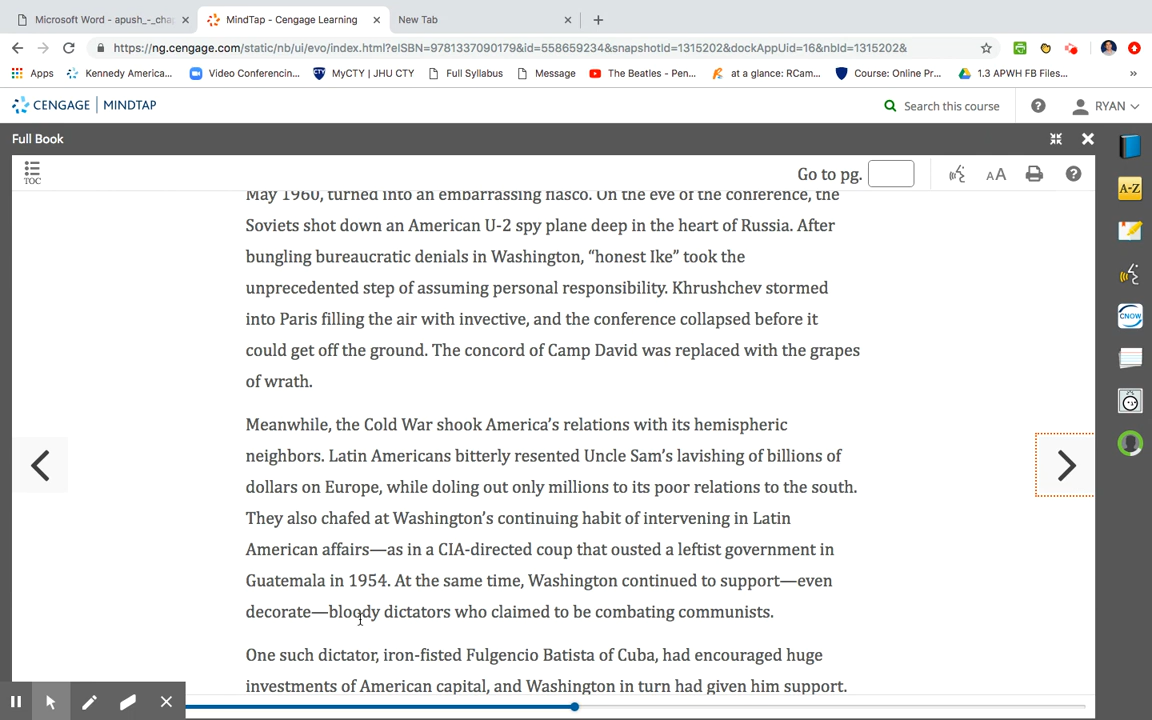 Microsoft Word - apush_-_cha
MindTap - Cengage Learning
New Tab
https://ng.cengage.com/static/nb/ui/evo/index.html?eISBN=9781337090179&id=558659234&snapshotId=1315202&dockAppUid=16&nbId=1315202&
Apps
Kennedy America...
Video Conferencin...
CTY
MyCTY | JHU CTY
Full Syllabus
Message
The Beatles - Pen...
at a glance: RCam...
Course: Online Pr...
1.3 APWH FB Files...
»
CENGAGE | MINDTAP
Search this course
RYAN
Full Book
TOC
Go to pg.
AA
A-Z
CNOW
May 1960, turned into an embarrassing fiasco. On the eve of the conference, the
Soviets shot down an American U-2 spy plane deep in the heart of Russia. After
bungling bureaucratic denials in Washington, “honest Ike” took the
unprecedented step of assuming personal responsibility. Khrushchev stormed
into Paris filling the air with invective, and the conference collapsed before it
could get off the ground. The concord of Camp David was replaced with the grapes
of wrath.
Meanwhile, the Cold War shook America’s relations with its hemispheric
neighbors. Latin Americans bitterly resented Uncle Sam’s lavishing of billions of
dollars on Europe, while doling out only millions to its poor relations to the south.
They also chafed at Washington’s continuing habit of intervening in Latin
American affairs—as in a CIA-directed coup that ousted a leftist government in
Guatemala in 1954. At the same time, Washington continued to support—even
decorate—bloody dictators who claimed to be combating communists.
One such dictator, iron-fisted Fulgencio Batista of Cuba, had encouraged huge
investments of American capital, and Washington in turn had given him support.